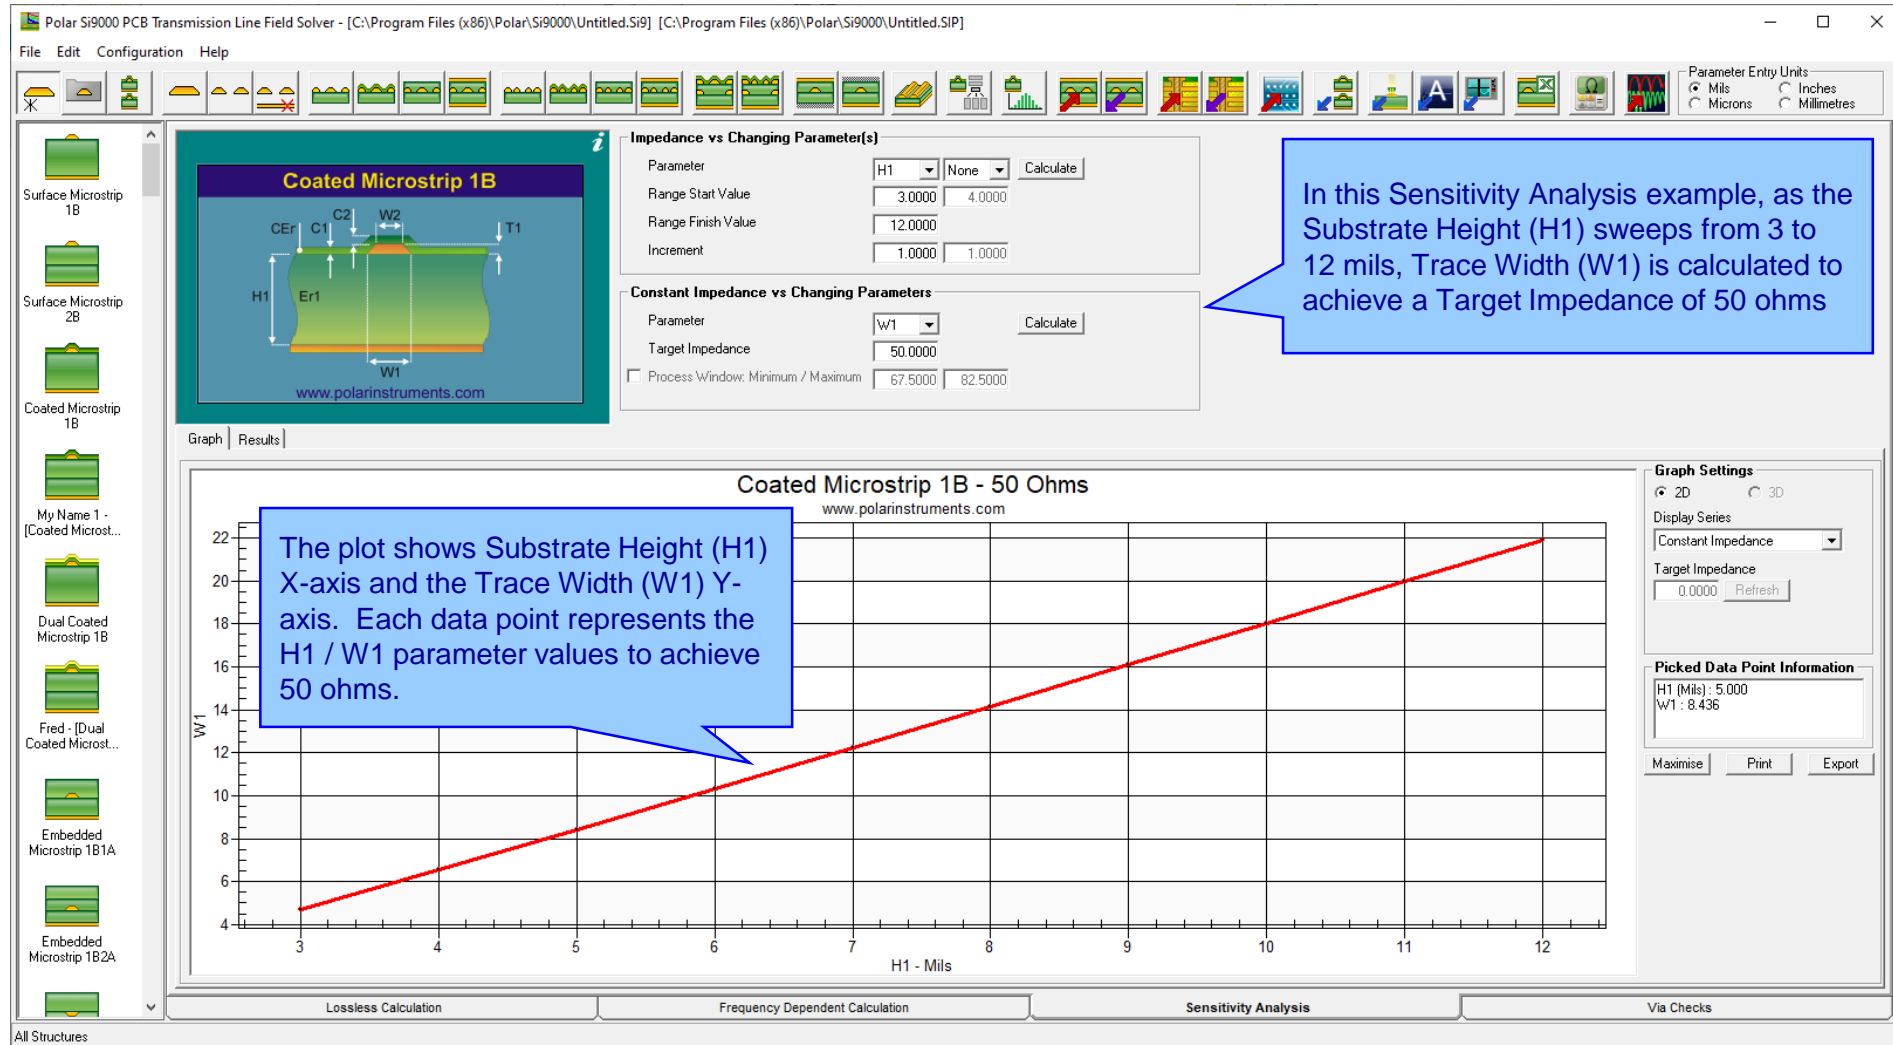 Polar Si9000 PCB Transmission Line Field Solver - [C:\Program Files (x86)\Polar\Si9000\Untitled.Si9] [C:\Program Files (x86)\Polar\Si9000\Untitled.SIP]
File Edit Configuration Help
Parameter Entry Units
Mils Inches
Microns Millimetres
Surface Microstrip
1B
Surface Microstrip
2B
Coated Microstrip
1B
My Name 1 -
[Coated Microst...
Dual Coated
Microstrip 1B
Fred - [Dual
Coated Microst...
Embedded
Microstrip 1B1A
Embedded
Microstrip 1B2A
i
Coated Microstrip 1B
C2 W2
CEr C1 T1
H1 Er1
W1
www.polarinstruments.com
Impedance vs Changing Parameter(s)
Parameter H1 None Calculate
Range Start Value 3.0000 4.0000
Range Finish Value 12.0000
Increment 1.0000 1.0000
Constant Impedance vs Changing Parameters
Parameter W1 Calculate
Target Impedance 50.0000
Process Window: Minimum / Maximum 67.5000 82.5000
In this Sensitivity Analysis example, as the
Substrate Height (H1) sweeps from 3 to
12 mils, Trace Width (W1) is calculated to
achieve a Target Impedance of 50 ohms
Graph Results
Coated Microstrip 1B - 50 Ohms
www.polarinstruments.com
22
20
18
16
14
12
10
8
6
4
W1
The plot shows Substrate Height (H1)
X-axis and the Trace Width (W1) Y-
axis. Each data point represents the
H1 / W1 parameter values to achieve
50 ohms.
3 4 5 6 7 8 9 10 11 12
H1 - Mils
Graph Settings
2D 3D
Display Series
Constant Impedance
Target Impedance
0.0000 Refresh
Picked Data Point Information
H1 (Mils) : 5.000
W1 : 8.436
Maximise Print Export
Lossless Calculation Frequency Dependent Calculation Sensitivity Analysis Via Checks
All Structures